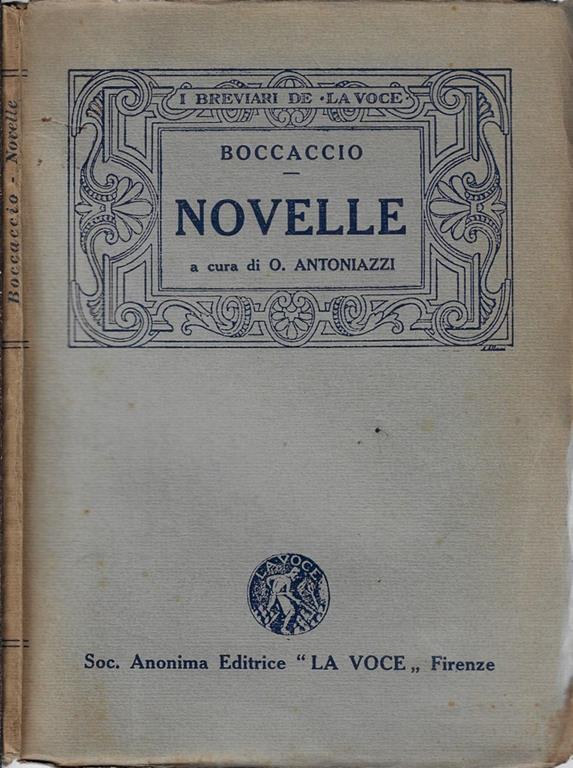 Boccaccio - Novelle
I BREVIARI DE «LA VOCE»
BOCCACCIO
NOVELLE
a cura di O. ANTONIAZZI
LA VOCE
Soc. Anonima Editrice “LA VOCE„ Firenze